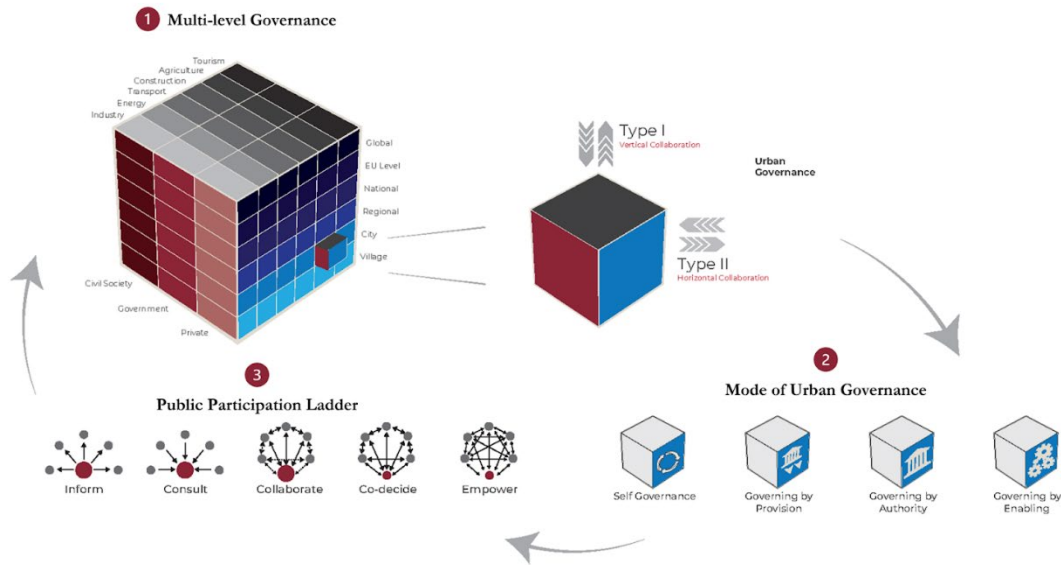 1 Multi-level Governance
Tourism
Agriculture
Construction
Transport
Energy
Industry
Global
EU Level
National
Regional
City
Village
Civil Society
Government
Private
Type I
Vertical Collaboration
Type II
Horizontal Collaboration
Urban
Governance
2
Mode of Urban Governance
Self Governance
Governing by
Provision
Governing by
Authority
Governing by
Enabling
3
Public Participation Ladder
Inform
Consult
Collaborate
Co-decide
Empower